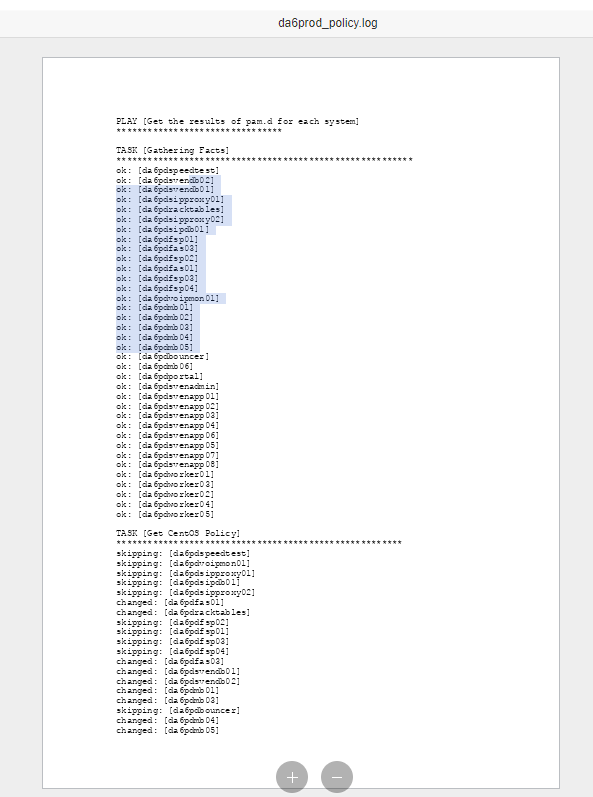 da6prod_policy.log
PLAY [Get the results of pam.d for each system]
********************************
TASK [Gathering Facts]
*********************************************************
ok: [da6pdspeedtest]
ok: [da6pdsvendb02]
ok: [da6pdsvendb01]
ok: [da6pdsipproxy01]
ok: [da6pdracktables]
ok: [da6pdsipproxy02]
ok: [da6pdsipdb01]
ok: [da6pdfsp01]
ok: [da6pdfas03]
ok: [da6pdfsp02]
ok: [da6pdfas01]
ok: [da6pdfsp03]
ok: [da6pdfsp04]
ok: [da6pdvoipmon01]
ok: [da6pdmb01]
ok: [da6pdmb02]
ok: [da6pdmb03]
ok: [da6pdmb04]
ok: [da6pdmb05]
ok: [da6pdbouncer]
ok: [da6pdmb06]
ok: [da6pdportal]
ok: [da6pdsvenadmin]
ok: [da6pdsvenapp01]
ok: [da6pdsvenapp02]
ok: [da6pdsvenapp03]
ok: [da6pdsvenapp04]
ok: [da6pdsvenapp06]
ok: [da6pdsvenapp05]
ok: [da6pdsvenapp07]
ok: [da6pdsvenapp08]
ok: [da6pdworker01]
ok: [da6pdworker03]
ok: [da6pdworker02]
ok: [da6pdworker04]
ok: [da6pdworker05]
TASK [Get CentOS Policy]
*******************************************************
skipping: [da6pdspeedtest]
skipping: [da6pdvoipmon01]
skipping: [da6pdsipproxy01]
skipping: [da6pdsipdb01]
skipping: [da6pdsipproxy02]
changed: [da6pdfas01]
changed: [da6pdracktables]
skipping: [da6pdfsp02]
skipping: [da6pdfsp01]
skipping: [da6pdfsp03]
skipping: [da6pdfsp04]
changed: [da6pdfas03]
changed: [da6pdsvendb01]
changed: [da6pdsvendb02]
changed: [da6pdmb01]
changed: [da6pdmb03]
skipping: [da6pdbouncer]
changed: [da6pdmb04]
changed: [da6pdmb05]